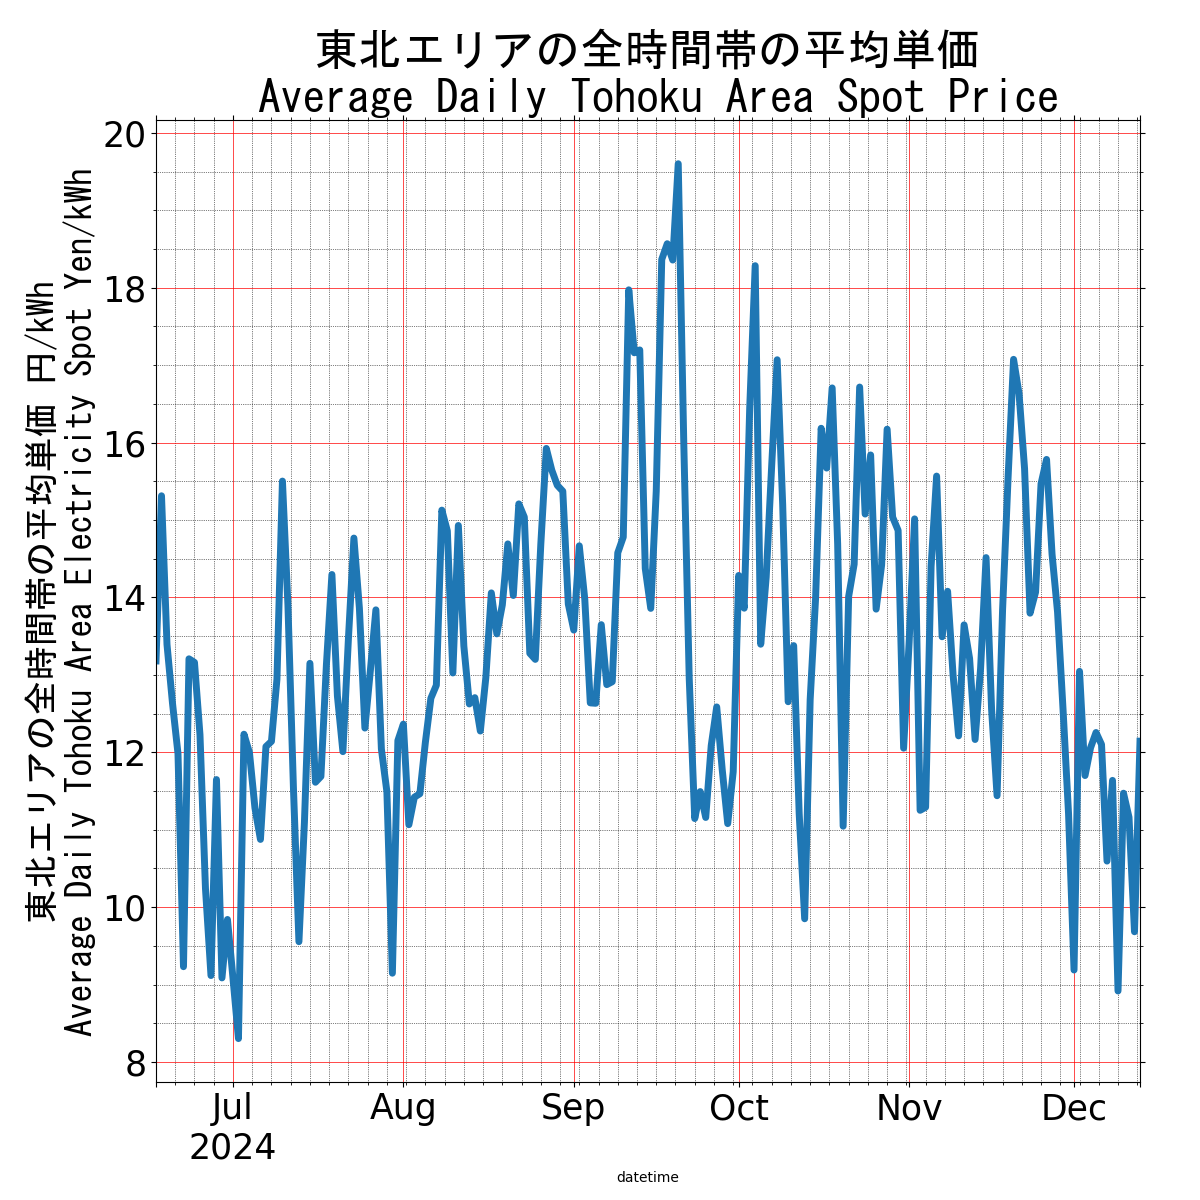 東北エリアの全時間帯の平均単価
Average Daily Tohoku Area Spot Price
東北エリアの全時間帯の平均単価 円/kWh
Average Daily Tohoku Area Electricity Spot Yen/kWh
20
18
16
14
12
10
8
Jul
2024
Aug
Sep
Oct
Nov
Dec
datetime